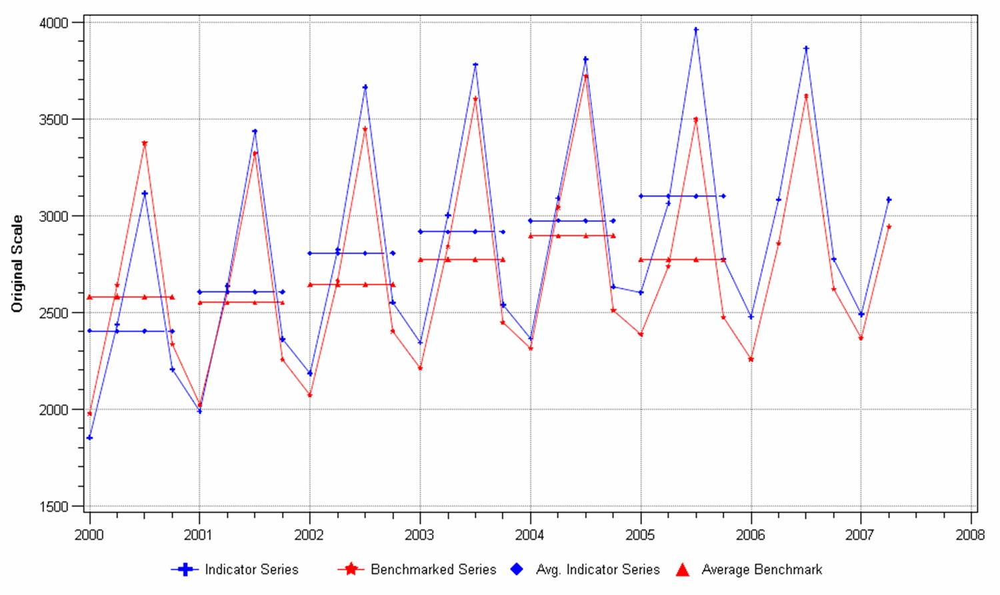 Original Scale
4000
3500
3000
2500
2000
1500
2000 2001 2002 2003 2004 2005 2006 2007 2008
Indicator Series Benchmarked Series Avg. Indicator Series Average Benchmark